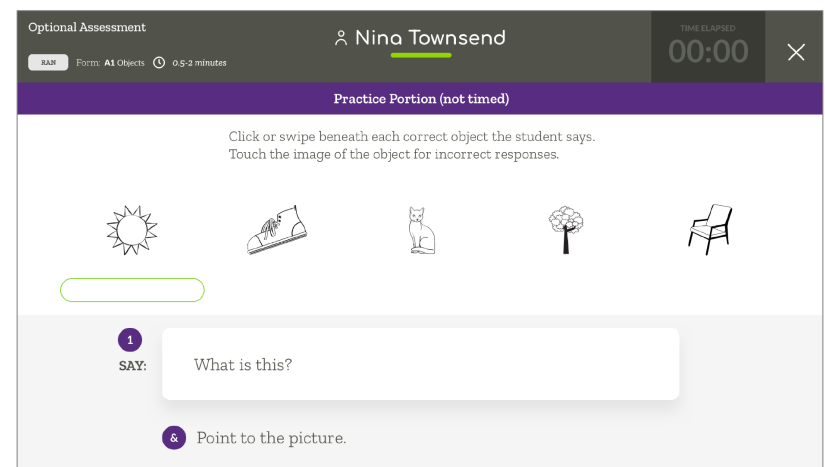 Optional Assessment
Nina Townsend
TIME ELAPSED
00:00
RAN Form: A1 Objects 0.5-2 minutes
Practice Portion (not timed)
Click or swipe beneath each correct object the student says.
Touch the image of the object for incorrect responses.
1
SAY: What is this?
& Point to the picture.